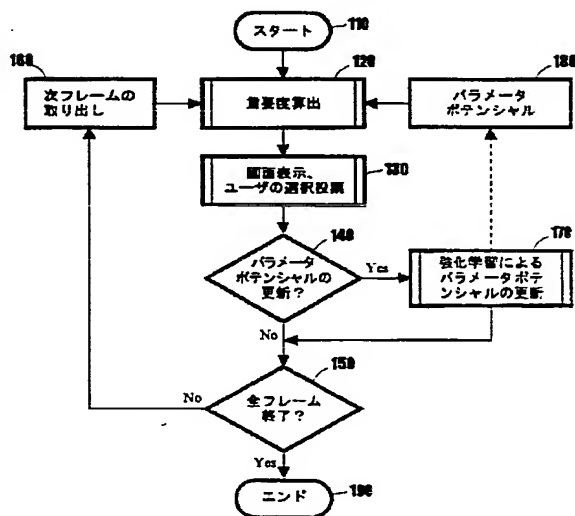 スタート
110
160
次フレームの
取り出し
120
重要度算出
180
パラメータ
ポテンシャル
画面表示、
ユーザの選択投票
130
140
パラメータ
ポテンシャルの
更新?
Yes
170
強化学習による
パラメータポテ
ンシャルの更新
No
150
全フレーム
終了?
No
Yes
エンド
190